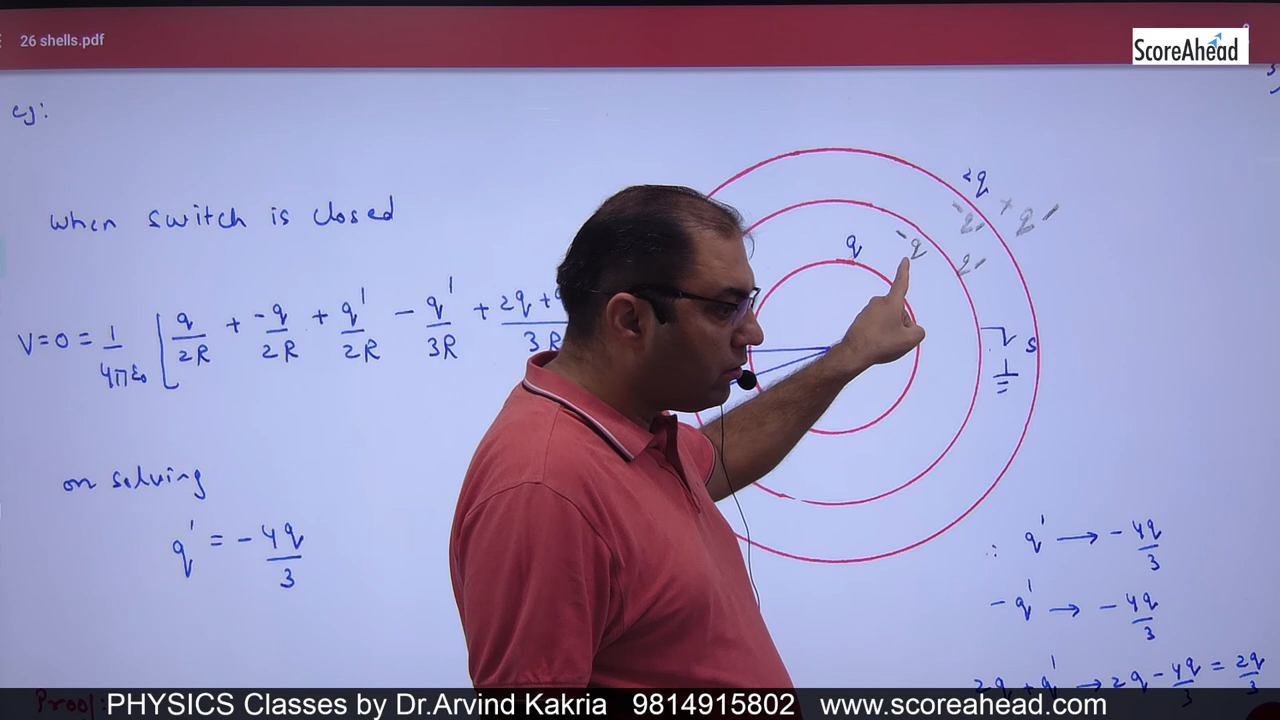 26 shells.pdf
ScoreAhead
eg:
2q
-q' + q'
When switch is closed
q -q q'
V=0= 1/4πε₀ [ q/2R + -q/2R + q'/2R - q'/3R + 2q+
3R
S
on solving
q' = -4q/3
∴ q' → -4q/3
-q' → -4q/3
2q+q' → 2q-4q/3 = 2q/3
Proof:
PHYSICS Classes by Dr.Arvind Kakria 9814915802 www.scoreahead.com